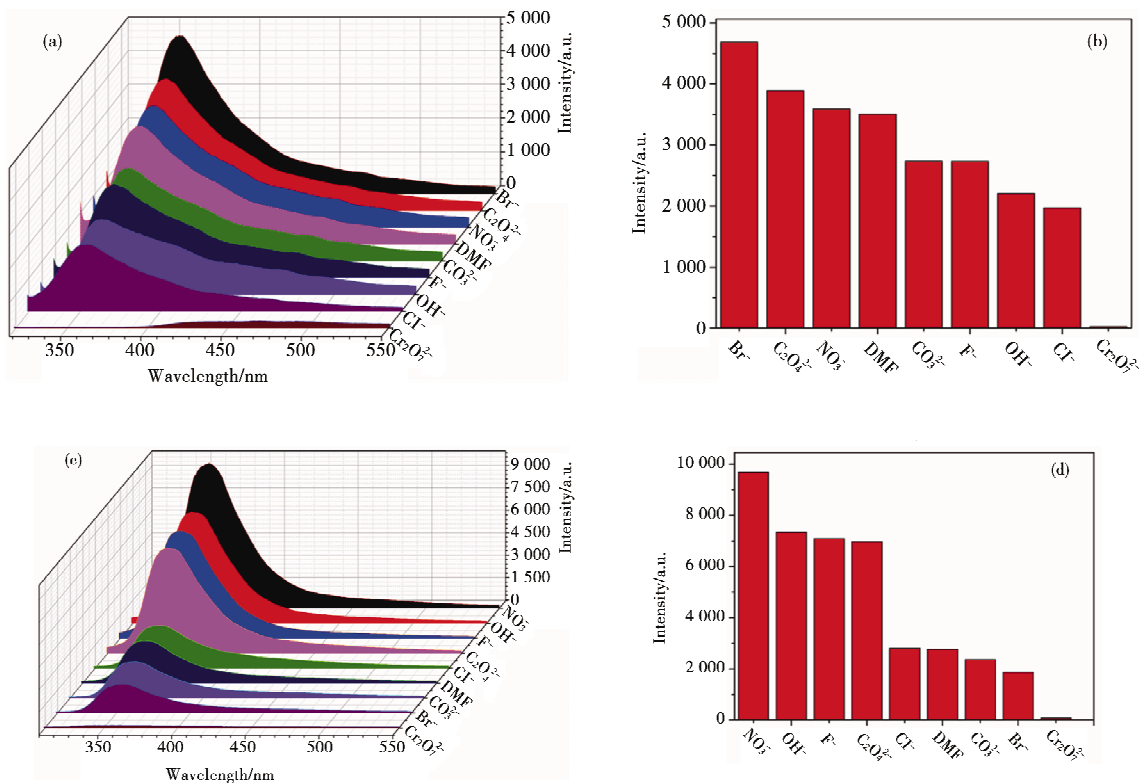 (a)
5 000
4 000
3 000
2 000
1 000
0
Intensity/a.u.
Br⁻
C₂O₄²⁻
NO₃⁻
DMF
CO₃²⁻
F⁻
OH⁻
Cl⁻
Cr₂O₇²⁻
350 400 450 500 550
Wavelength/nm
(b)
5 000
4 000
3 000
2 000
1 000
0
Intensity/a.u.
Br⁻ C₂O₄²⁻ NO₃⁻ DMF CO₃²⁻ F⁻ OH⁻ Cl⁻ Cr₂O₇²⁻
(c)
9 000
7 500
6 000
4 500
3 000
1 500
0
Intensity/a.u.
NO₃⁻
OH⁻
F⁻
C₂O₄²⁻
Cl⁻
DMF
CO₃²⁻
Br⁻
Cr₂O₇²⁻
350 400 450 500 550
Wavelength/nm
(d)
10 000
8 000
6 000
4 000
2 000
0
Intensity/a.u.
NO₃⁻ OH⁻ F⁻ C₂O₄²⁻ Cl⁻ DMF CO₃²⁻ Br⁻ Cr₂O₇²⁻